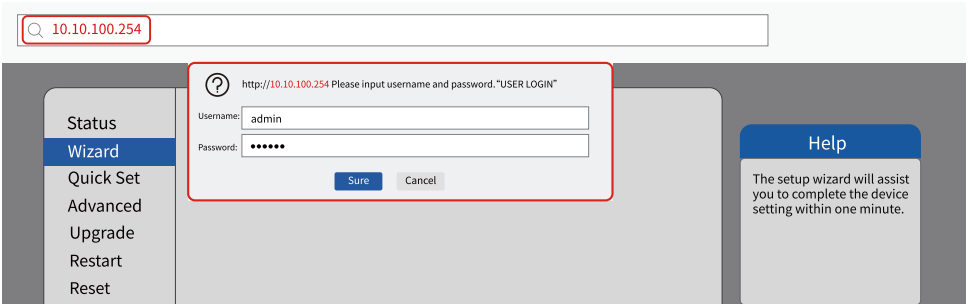 10.10.100.254
http://10.10.100.254 Please input username and password."USER LOGIN"
Username: admin
Password: ••••••
Sure Cancel
Status
Wizard
Quick Set
Advanced
Upgrade
Restart
Reset
Help
The setup wizard will assist
you to complete the device
setting within one minute.